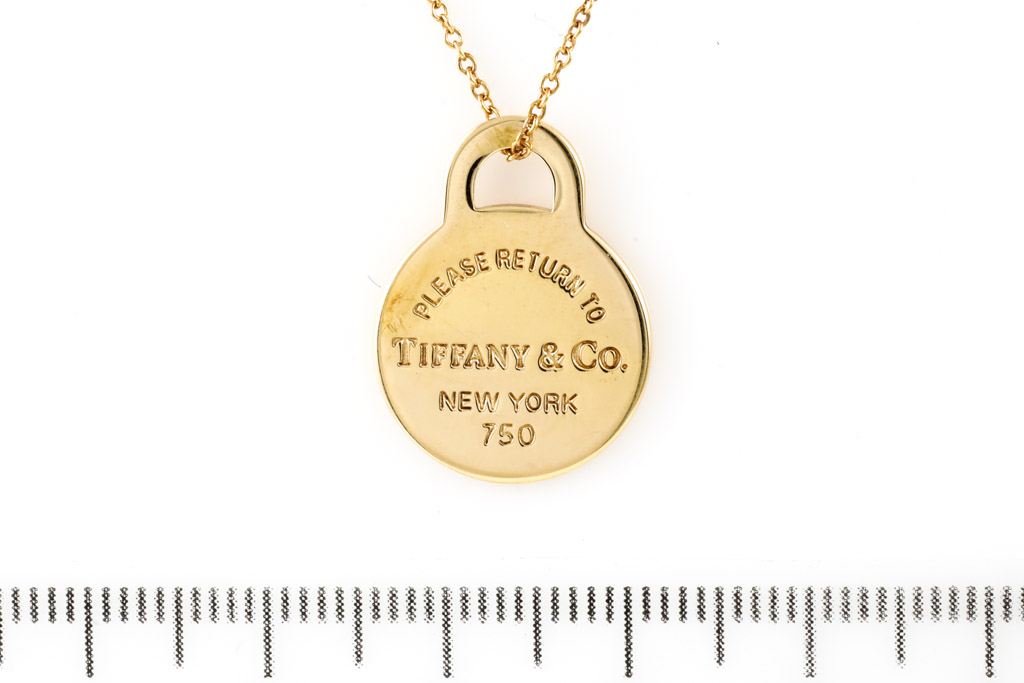 PLEASE RETURN TO
TIFFANY & CO.
NEW YORK
750